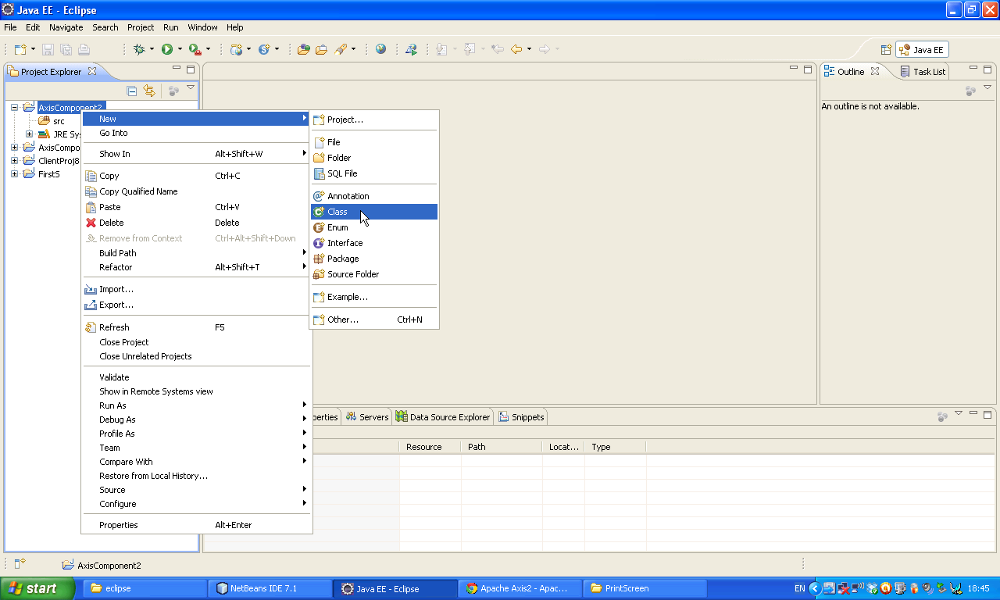 Java EE - Eclipse
File Edit Navigate Search Project Run Window Help
Java EE
Project Explorer
Outline
Task List
An outline is not available.
AxisComponent2
src
JRE Sys
AxisCompo
ClientProj8
First5
New
Go Into
Show In Alt+Shift+W
Copy Ctrl+C
Copy Qualified Name
Paste Ctrl+V
Delete Delete
Remove from Context Ctrl+Alt+Shift+Down
Build Path
Refactor Alt+Shift+T
Import...
Export...
Refresh F5
Close Project
Close Unrelated Projects
Validate
Show in Remote Systems view
Run As
Debug As
Profile As
Team
Compare With
Restore from Local History...
Source
Configure
Properties Alt+Enter
Project...
File
Folder
SQL File
Annotation
Class
Enum
Interface
Package
Source Folder
Example...
Other... Ctrl+N
perties Servers Data Source Explorer Snippets
Resource Path Locat... Type
AxisComponent2
start eclipse NetBeans IDE 7.1 Java EE - Eclipse Apache Axis2 - Apac... PrintScreen EN 18:45